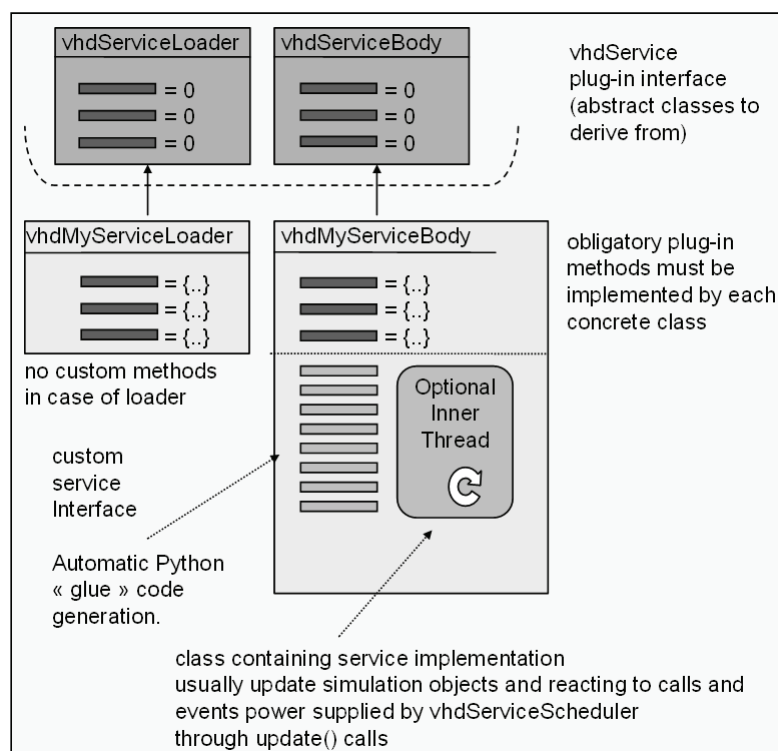 vhdServiceLoader
= 0
= 0
= 0
vhdServiceBody
= 0
= 0
= 0
vhdService
plug-in interface
(abstract classes to
derive from)
vhdMyServiceLoader
= {..}
= {..}
= {..}
vhdMyServiceBody
= {..}
= {..}
= {..}
obligatory plug-in
methods must be
implemented by each
concrete class
no custom methods
in case of loader
Optional
Inner
Thread
custom
service
Interface
Automatic Python
« glue » code
generation.
class containing service implementation
usually update simulation objects and reacting to calls and
events power supplied by vhdServiceScheduler
through update() calls